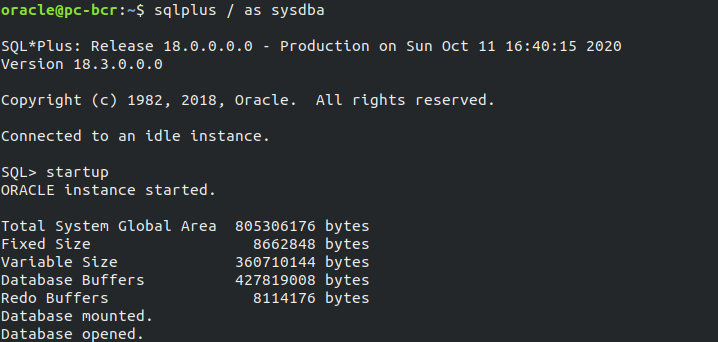 oracle@pc-bcr:~$ sqlplus / as sysdba

SQL*Plus: Release 18.0.0.0.0 - Production on Sun Oct 11 16:40:15 2020
Version 18.3.0.0.0

Copyright (c) 1982, 2018, Oracle.  All rights reserved.

Connected to an idle instance.

SQL> startup
ORACLE instance started.

Total System Global Area  805306176 bytes
Fixed Size                  8662848 bytes
Variable Size             360710144 bytes
Database Buffers          427819008 bytes
Redo Buffers                8114176 bytes
Database mounted.
Database opened.